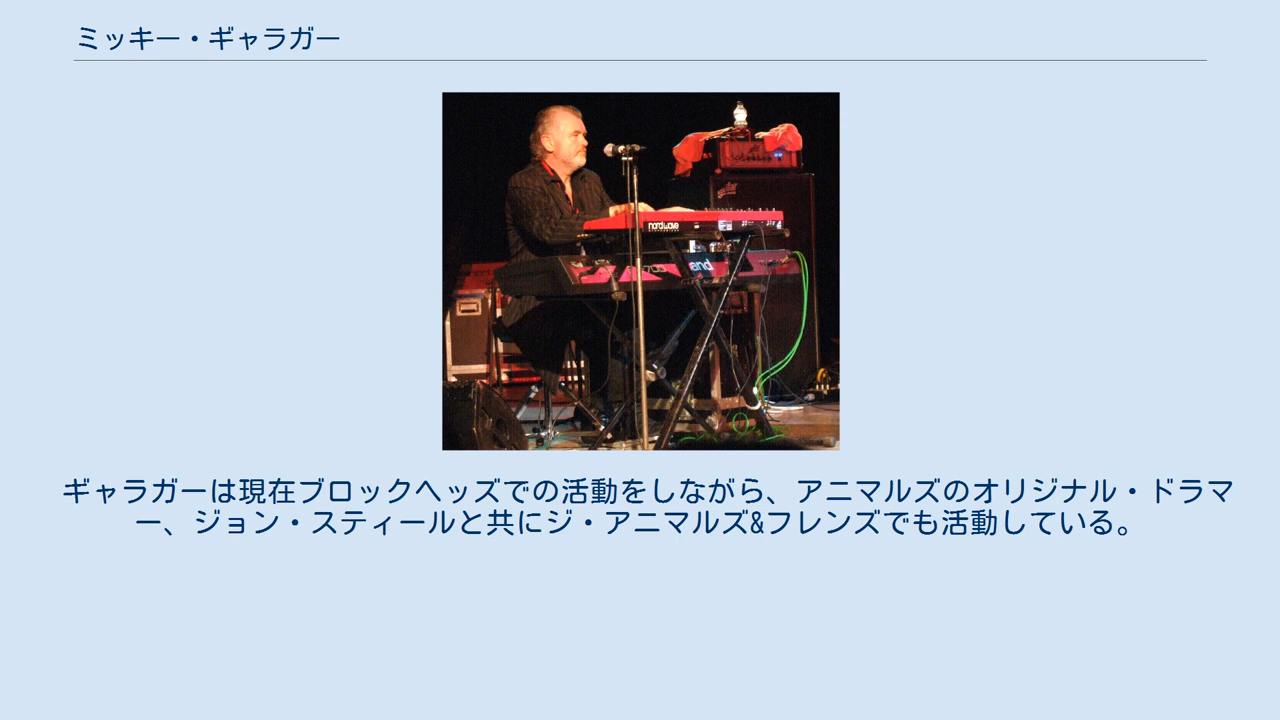 ミッキー・ギャラガー
nord wave
and
ギャラガーは現在ブロックヘッズでの活動をしながら、アニマルズのオリジナル・ドラマ
ー、ジョン・スティールと共にジ・アニマルズ&フレンズでも活動している。